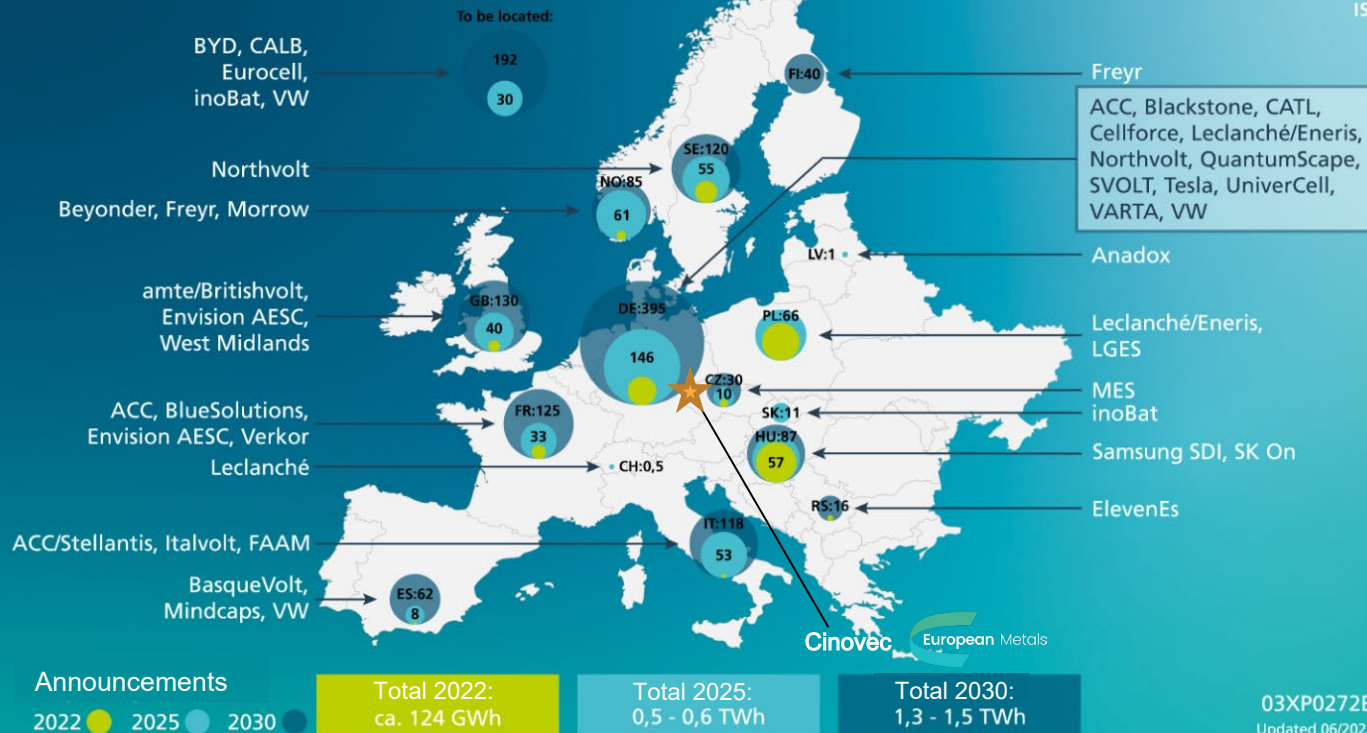 To be located:
IS
BYD, CALB,
Eurocell,
inoBat, VW
192
30
FI:40
Freyr
ACC, Blackstone, CATL,
Cellforce, Leclanché/Eneris,
Northvolt, QuantumScape,
SVOLT, Tesla, UniverCell,
VARTA, VW
Northvolt
SE:120
55
Beyonder, Freyr, Morrow
NO:85
61
LV:1
Anadox
amte/Britishvolt,
Envision AESC,
West Midlands
GB:130
40
DE:395
146
PL:66
Leclanché/Eneris,
LGES
CZ:30
10
MES
SK:11
inoBat
ACC, BlueSolutions,
Envision AESC, Verkor
FR:125
33
HU:87
57
Samsung SDI, SK On
Leclanché
CH:0,5
RS:16
ElevenEs
ACC/Stellantis, Italvolt, FAAM
IT:118
53
BasqueVolt,
Mindcaps, VW
ES:62
8
Cinovec
European Metals
Announcements
2022 2025 2030
Total 2022:
ca. 124 GWh
Total 2025:
0,5 - 0,6 TWh
Total 2030:
1,3 - 1,5 TWh
03XP0272B
Updated 06/202